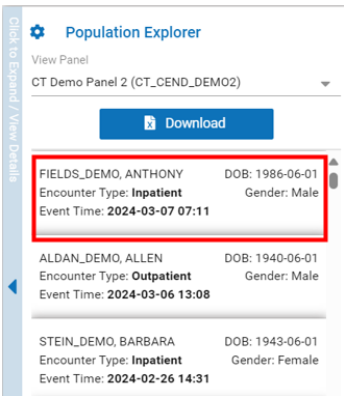 Click to Expand / View Details
Population Explorer
View Panel
CT Demo Panel 2 (CT_CEND_DEMO2)
Download
FIELDS_DEMO, ANTHONY DOB: 1986-06-01
Encounter Type: Inpatient Gender: Male
Event Time: 2024-03-07 07:11
ALDAN_DEMO, ALLEN DOB: 1940-06-01
Encounter Type: Outpatient Gender: Male
Event Time: 2024-03-06 13:08
STEIN_DEMO, BARBARA DOB: 1943-06-01
Encounter Type: Inpatient Gender: Female
Event Time: 2024-02-26 14:31